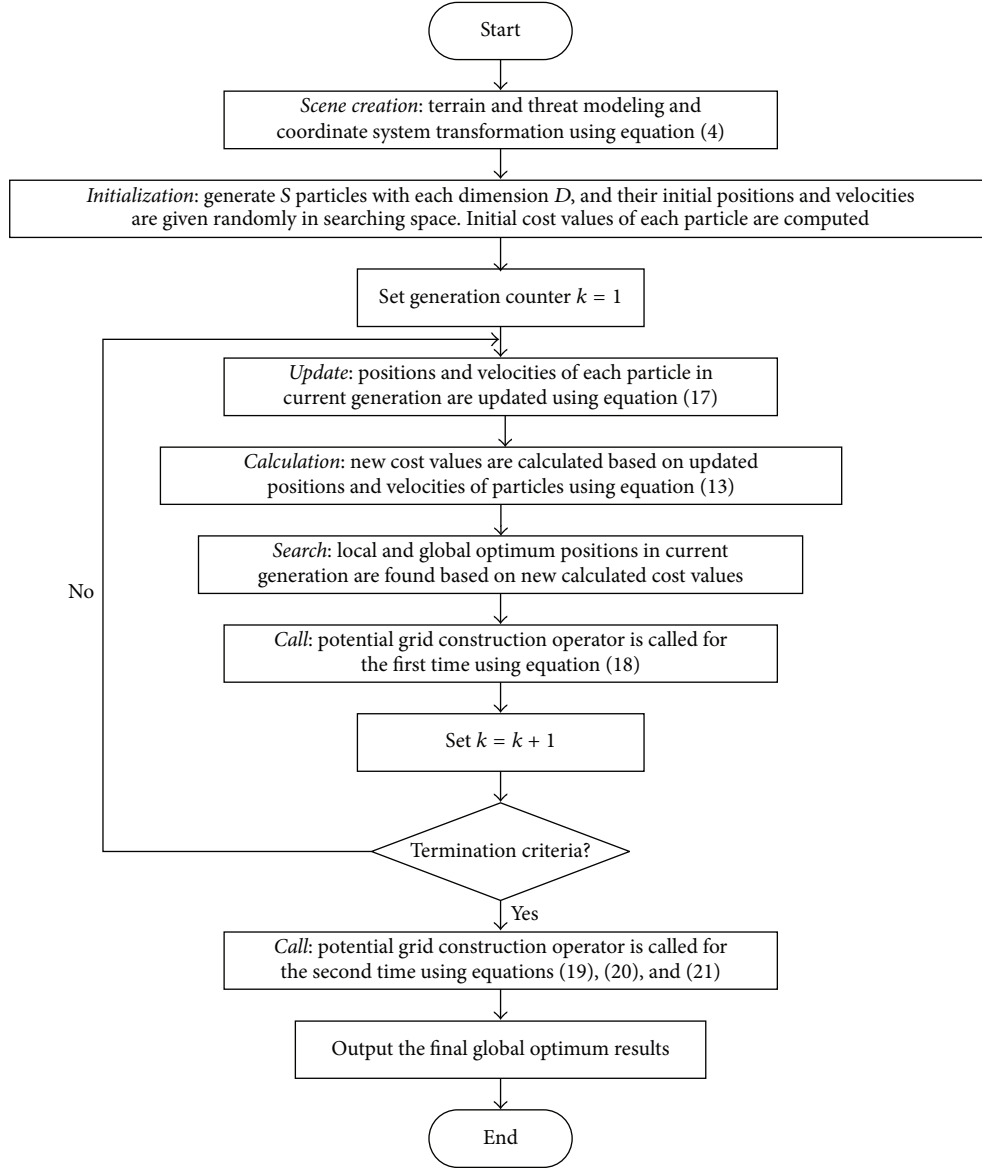 Start
Scene creation: terrain and threat modeling and
coordinate system transformation using equation (4)
Initialization: generate S particles with each dimension D, and their initial positions and velocities
are given randomly in searching space. Initial cost values of each particle are computed
Set generation counter k = 1
Update: positions and velocities of each particle in
current generation are updated using equation (17)
Calculation: new cost values are calculated based on updated
positions and velocities of particles using equation (13)
Search: local and global optimum positions in current
generation are found based on new calculated cost values
No
Call: potential grid construction operator is called for
the first time using equation (18)
Set k = k + 1
Termination criteria?
Yes
Call: potential grid construction operator is called for
the second time using equations (19), (20), and (21)
Output the final global optimum results
End